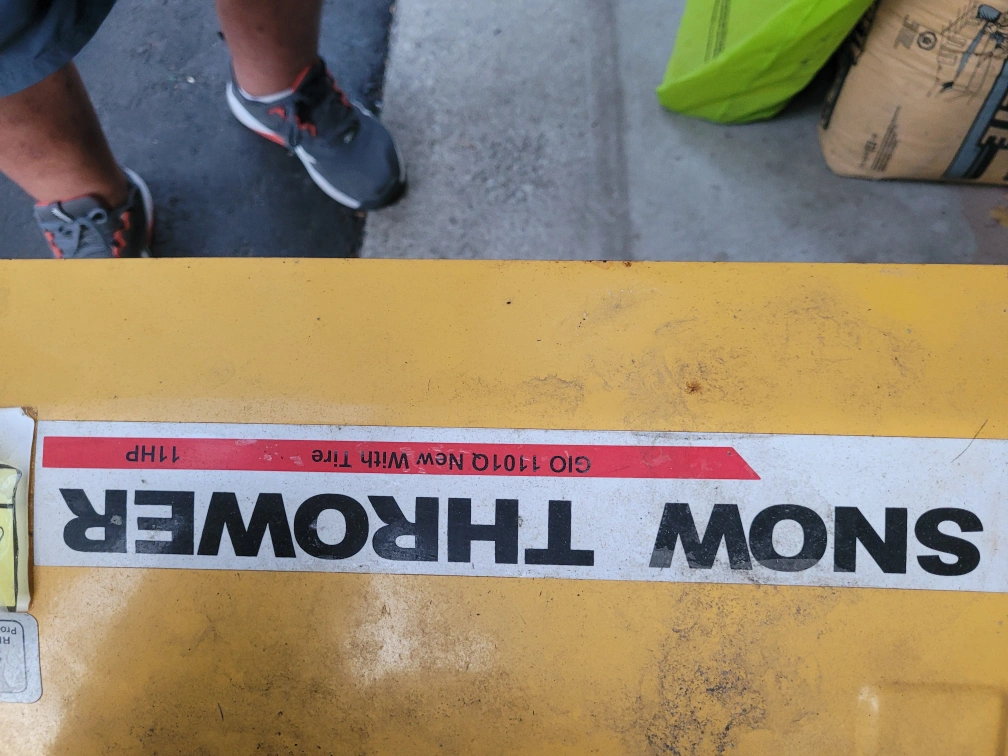 SNOW THROWER
GIO 1101Q New With Tire 11HP